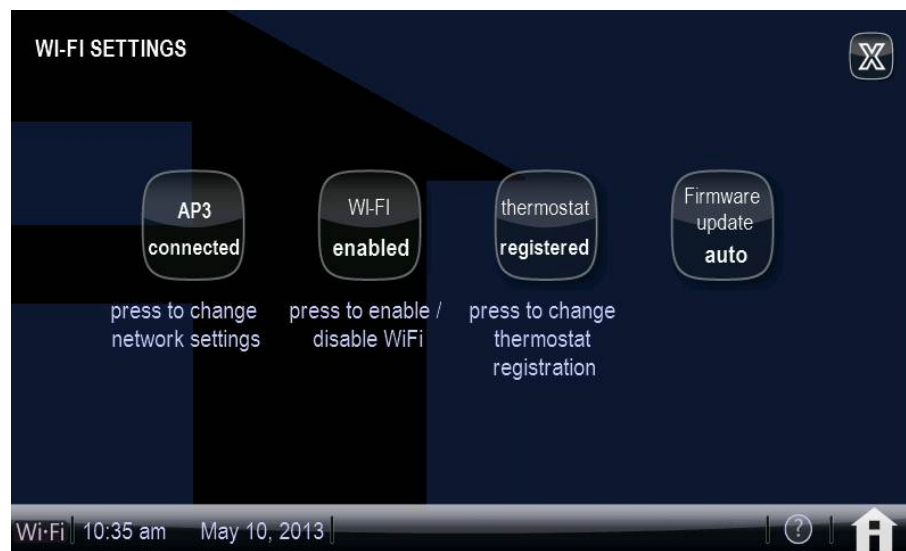 WI-FI SETTINGS
X
AP3
connected
WI-FI
enabled
thermostat
registered
Firmware
update
auto
press to change
network settings
press to enable /
disable WiFi
press to change
thermostat
registration
Wi•Fi 10:35 am May 10, 2013 ?